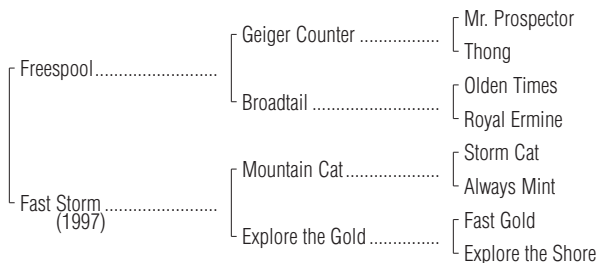 Mr. Prospector
Geiger Counter ..................
Thong
Freespool..........................
Olden Times
Broadtail ...........................
Royal Ermine
Storm Cat
Mountain Cat....................
Always Mint
Fast Storm ........................
(1997)
Fast Gold
Explore the Gold ...............
Explore the Shore